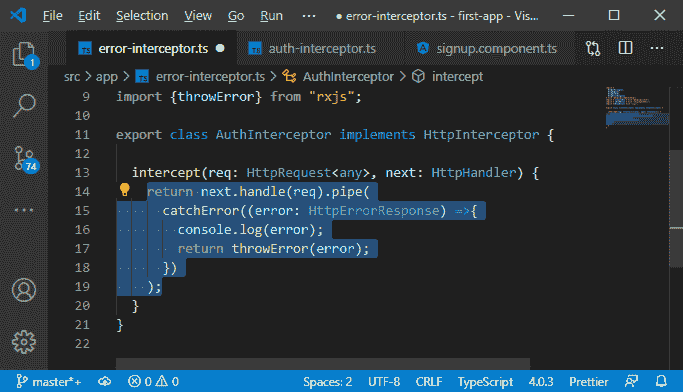 File Edit Selection View Go Run ... error-interceptor.ts - first-app - Vis...
1
TS error-interceptor.ts ● TS auth-interceptor.ts signup.component.ts ...
src > app > TS error-interceptor.ts > AuthInterceptor > intercept
9 import {throwError} from "rxjs";
10
11 export class AuthInterceptor implements HttpInterceptor {
12
13 intercept(req: HttpRequest<any>, next: HttpHandler) {
14 return next.handle(req).pipe(
15 catchError((error: HttpErrorResponse) =>{
74
16 console.log(error);
17 return throwError(error);
18 })
19 );
20 }
21 }
22
master*+ 0 0 Spaces: 2 UTF-8 CRLF TypeScript 4.0.3 Prettier